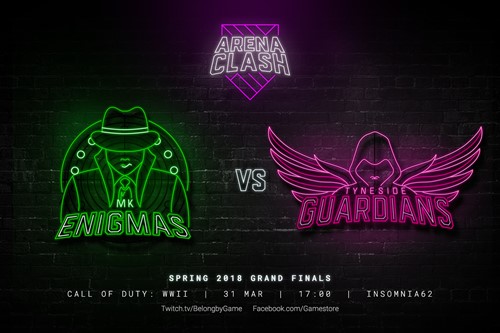 ARENA
CLASH
MK
ENIGMAS
VS
TYNESIDE
GUARDIANS
SPRING 2018 GRAND FINALS
CALL OF DUTY: WWII | 31 MAR | 17:00 | INSOMNIA62
Twitch.tv/BelongbyGame Facebook.com/Gamestore